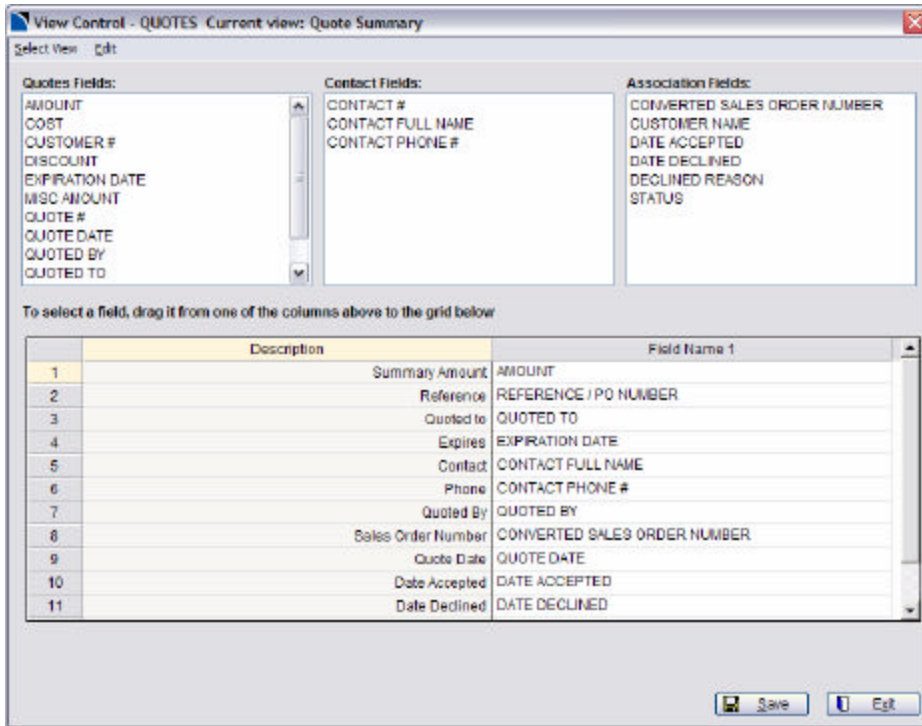 View Control - QUOTES Current view: Quote Summary
Select View Edit
Quotes Fields:
AMOUNT
COST
CUSTOMER #
DISCOUNT
EXPIRATION DATE
MISC AMOUNT
QUOTE #
QUOTE DATE
QUOTED BY
QUOTED TO
Contact Fields:
CONTACT #
CONTACT FULL NAME
CONTACT PHONE #
Association Fields:
CONVERTED SALES ORDER NUMBER
CUSTOMER NAME
DATE ACCEPTED
DATE DECLINED
DECLINED REASON
STATUS
To select a field, drag it from one of the columns above to the grid below
Description Field Name 1
1 Summary Amount AMOUNT
2 Reference REFERENCE / PO NUMBER
3 Quoted to QUOTED TO
4 Expires EXPIRATION DATE
5 Contact CONTACT FULL NAME
6 Phone CONTACT PHONE #
7 Quoted By QUOTED BY
8 Sales Order Number CONVERTED SALES ORDER NUMBER
9 Quote Date QUOTE DATE
10 Date Accepted DATE ACCEPTED
11 Date Declined DATE DECLINED
Save Exit